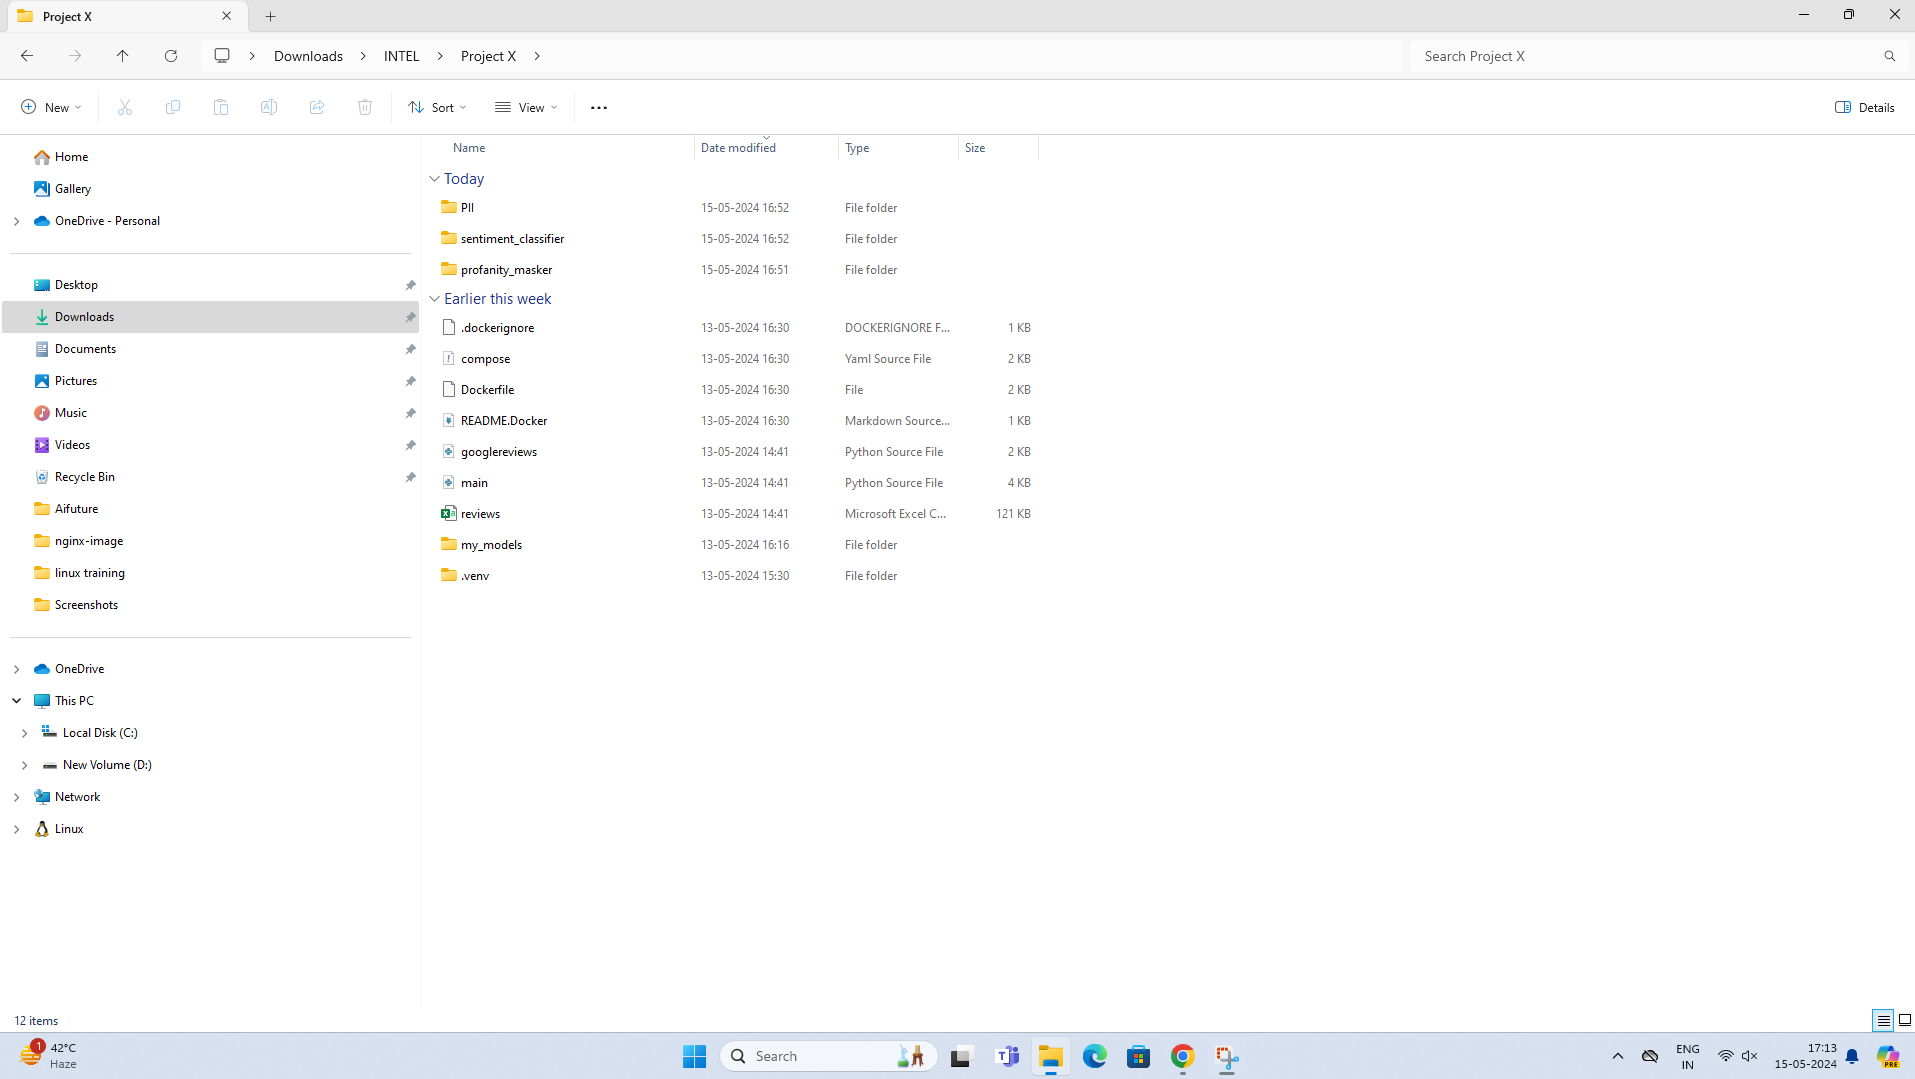 Project X
Downloads INTEL Project X
Search Project X
New
Sort
View
Details
Home
Gallery
OneDrive - Personal
Desktop
Downloads
Documents
Pictures
Music
Videos
Recycle Bin
Aifuture
nginx-image
linux training
Screenshots
OneDrive
This PC
Local Disk (C:)
New Volume (D:)
Network
Linux
Name Date modified Type Size
Today
PII 15-05-2024 16:52 File folder
sentiment_classifier 15-05-2024 16:52 File folder
profanity_masker 15-05-2024 16:51 File folder
Earlier this week
.dockerignore 13-05-2024 16:30 DOCKERIGNORE F... 1 KB
compose 13-05-2024 16:30 Yaml Source File 2 KB
Dockerfile 13-05-2024 16:30 File 2 KB
README.Docker 13-05-2024 16:30 Markdown Source... 1 KB
googlereviews 13-05-2024 14:41 Python Source File 2 KB
main 13-05-2024 14:41 Python Source File 4 KB
reviews 13-05-2024 14:41 Microsoft Excel C... 121 KB
my_models 13-05-2024 16:16 File folder
.venv 13-05-2024 15:30 File folder
12 items
1
42°C
Haze
Search
ENG
IN
17:13
15-05-2024
PRE